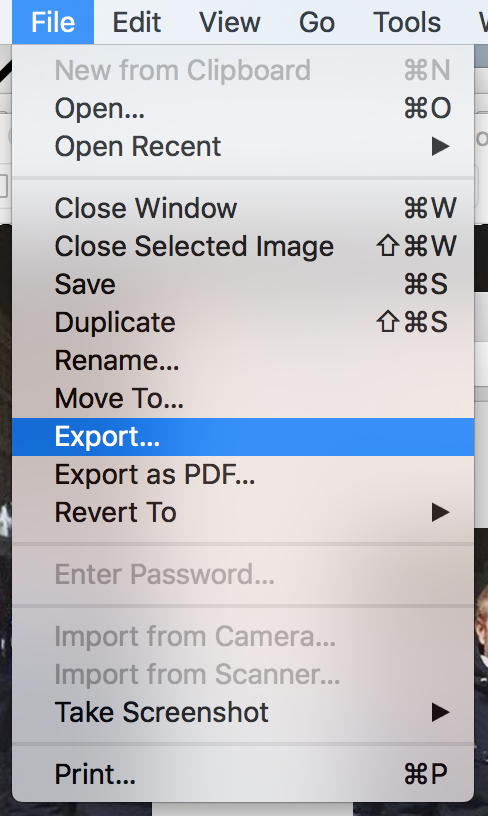 File Edit View Go Tools
New from Clipboard ⌘N
Open... ⌘O
Open Recent ▶
Close Window ⌘W
Close Selected Image ⇧⌘W
Save ⌘S
Duplicate ⇧⌘S
Rename...
Move To...
Export...
Export as PDF...
Revert To ▶
Enter Password...
Import from Camera...
Import from Scanner...
Take Screenshot ▶
Print... ⌘P